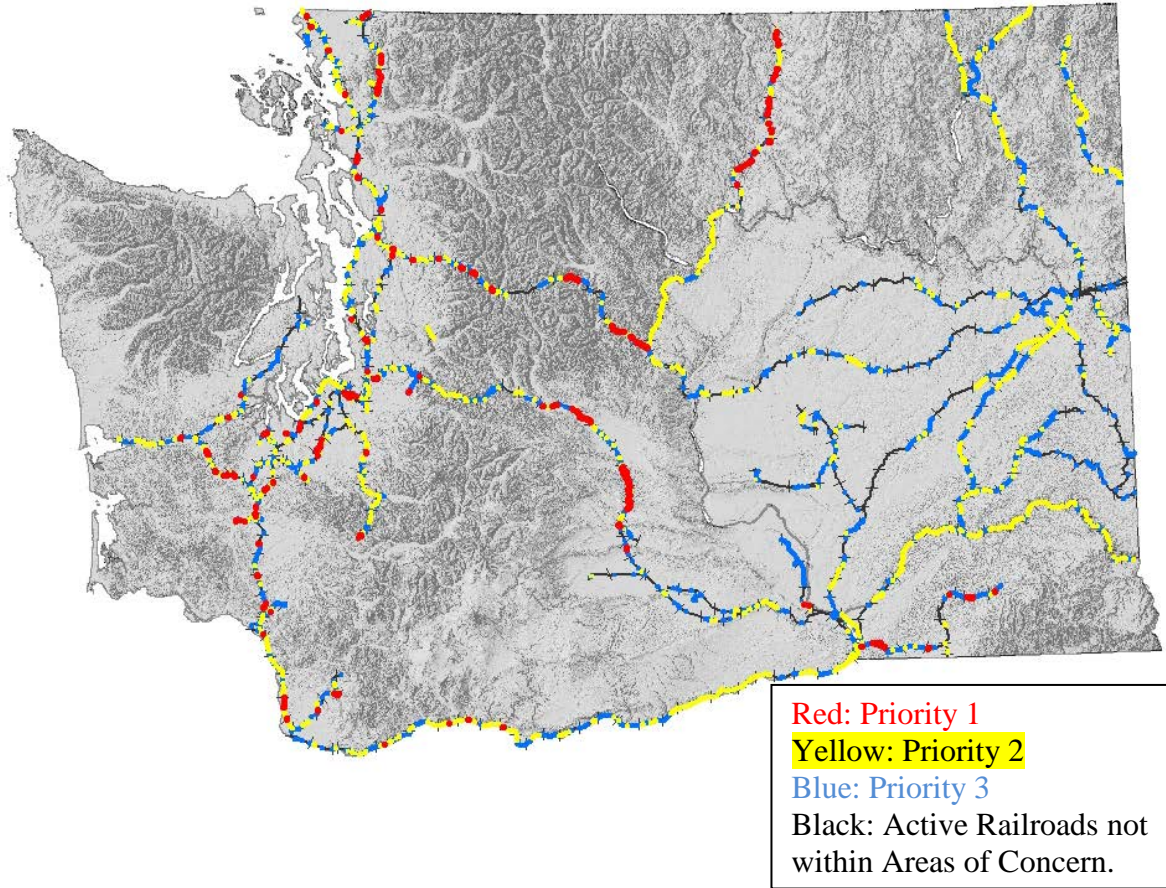 Red: Priority 1
Yellow: Priority 2
Blue: Priority 3
Black: Active Railroads not
within Areas of Concern.